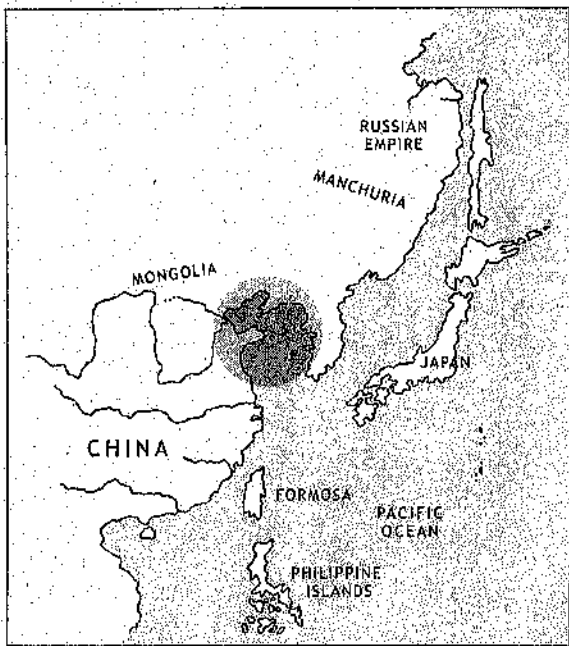 RUSSIAN
EMPIRE
MANCHURIA
MONGOLIA
JAPAN
CHINA
FORMOSA
PACIFIC
OCEAN
PHILIPPINE
ISLANDS